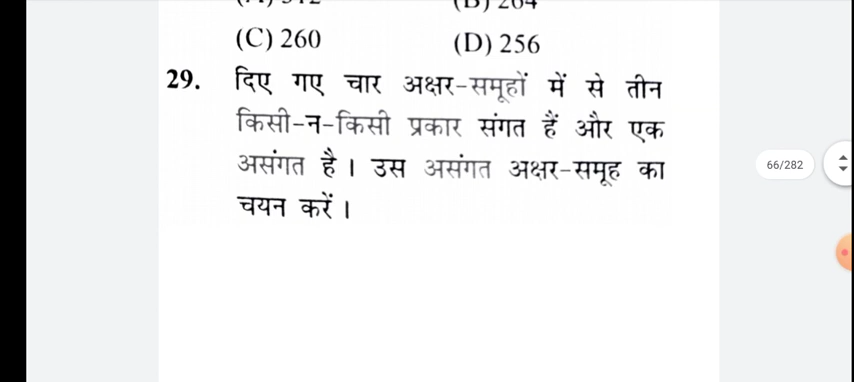 (C) 260 (D) 256
29. दिए गए चार अक्षर-समूहों में से तीन
किसी-न-किसी प्रकार संगत हैं और एक
असंगत है। उस असंगत अक्षर-समूह का
चयन करें।
66/282